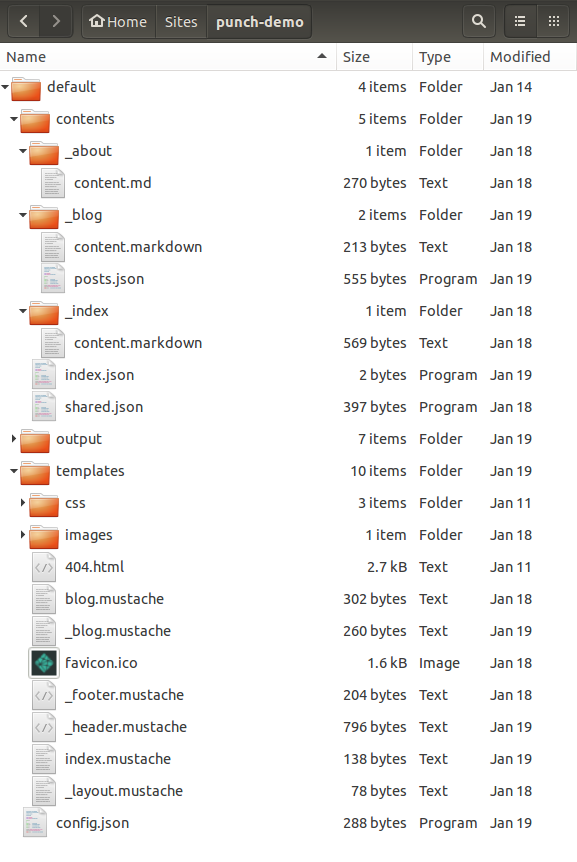 Home Sites punch-demo
Name Size Type Modified
default 4 items Folder Jan 14
contents 5 items Folder Jan 19
_about 1 item Folder Jan 18
content.md 270 bytes Text Jan 18
_blog 2 items Folder Jan 19
content.markdown 213 bytes Text Jan 18
posts.json 555 bytes Program Jan 19
_index 1 item Folder Jan 18
content.markdown 569 bytes Text Jan 18
index.json 2 bytes Program Jan 19
shared.json 397 bytes Program Jan 18
output 7 items Folder Jan 19
templates 10 items Folder Jan 19
css 3 items Folder Jan 11
images 1 item Folder Jan 18
404.html 2.7 kB Text Jan 11
blog.mustache 302 bytes Text Jan 18
_blog.mustache 260 bytes Text Jan 19
favicon.ico 1.6 kB Image Jan 18
_footer.mustache 204 bytes Text Jan 18
_header.mustache 796 bytes Text Jan 19
index.mustache 138 bytes Text Jan 19
_layout.mustache 78 bytes Text Jan 18
config.json 288 bytes Program Jan 19